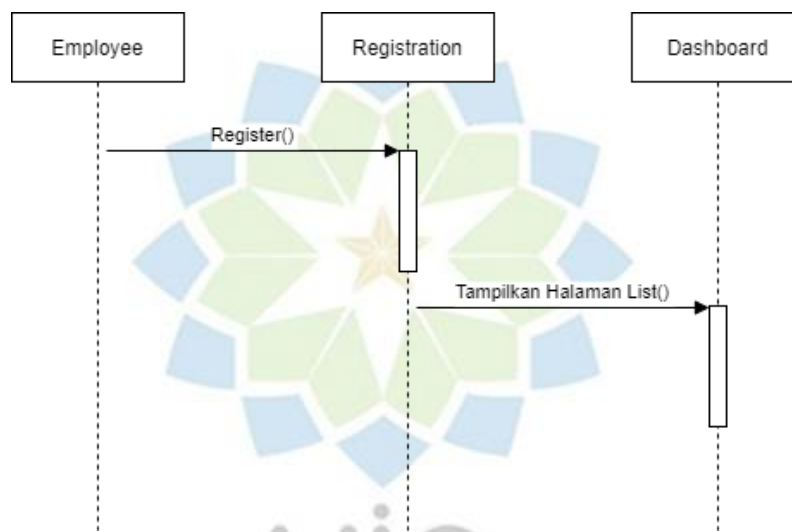 Employee
Registration
Dashboard
Register()
Tampilkan Halaman List()